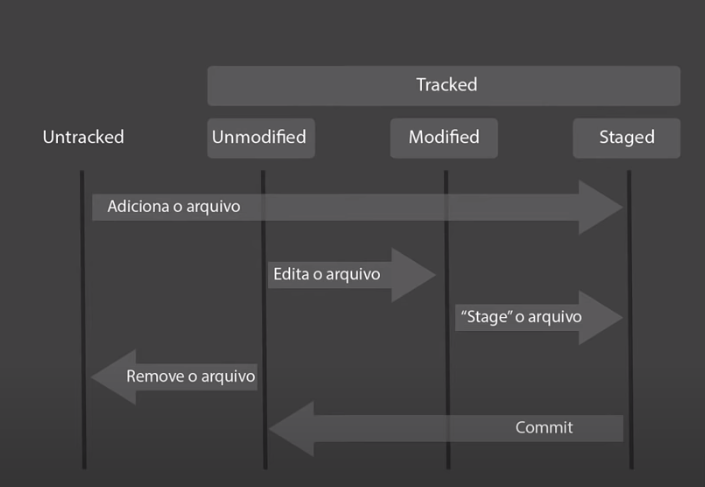 Tracked
Untracked
Unmodified
Modified
Staged
Adiciona o arquivo
Edita o arquivo
“Stage” o arquivo
Remove o arquivo
Commit